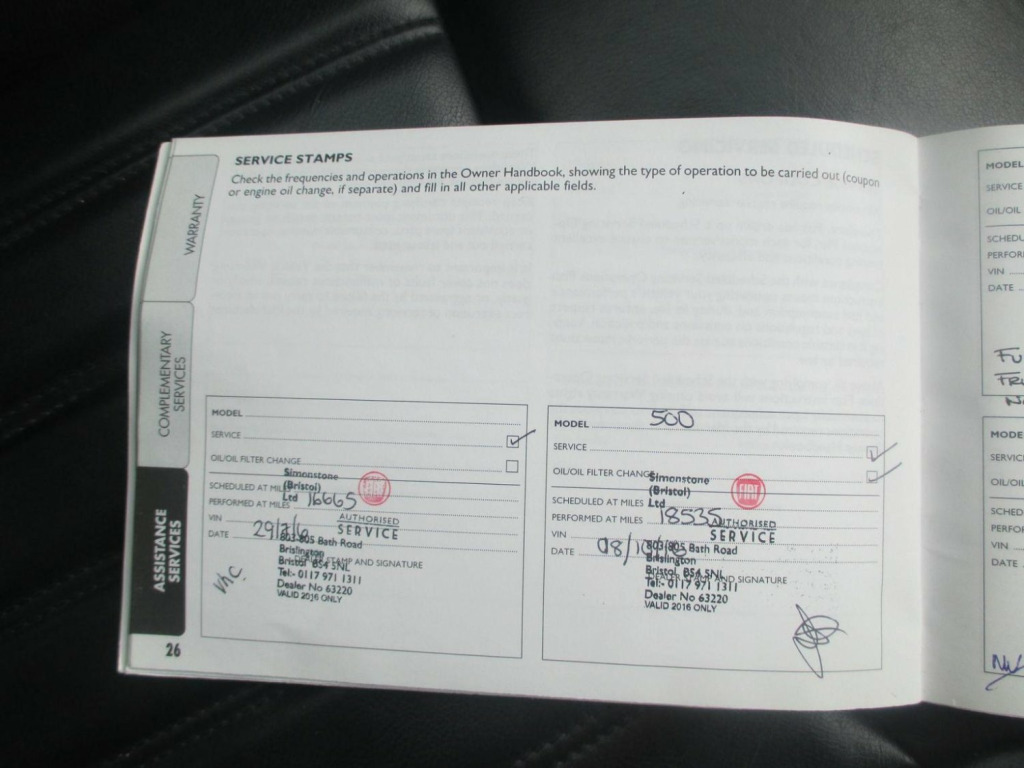 SERVICE STAMPS
Check the frequencies and operations in the Owner Handbook, showing the type of operation to be carried out (coupon
or engine oil change, if separate) and fill in all other applicable fields.
WARRANTY
COMPLEMENTARY
SERVICES
ASSISTANCE
SERVICES
26
MODEL
SERVICE
OIL/OIL FILTER CHANGE
Simonstone
(Bristol)
Ltd
SCHEDULED AT MILES
PERFORMED AT MILES 16665
FIAT
AUTHORISED
SERVICE
VIN
DATE 29/2/16
803-805 Bath Road
Brislington
Bristol BS4 5NL
DEALER STAMP AND SIGNATURE
Tel:- 0117 971 1311
Dealer No 63220
VALID 2016 ONLY
MODEL 500
SERVICE
OIL/OIL FILTER CHANGE
Simonstone
(Bristol)
Ltd
SCHEDULED AT MILES
PERFORMED AT MILES 18535
FIAT
AUTHORISED
SERVICE
VIN
DATE
803-805 Bath Road
Brislington
Bristol BS4 5NL
DEALER STAMP AND SIGNATURE
Tel:- 0117 971 1311
Dealer No 63220
VALID 2016 ONLY
MODEL
SERVICE
OIL/OIL
SCHEDU
PERFOR
VIN
DATE
FU
MODE
SERVIC
OIL/OI
SCHED
PERFO
VIN
DATE